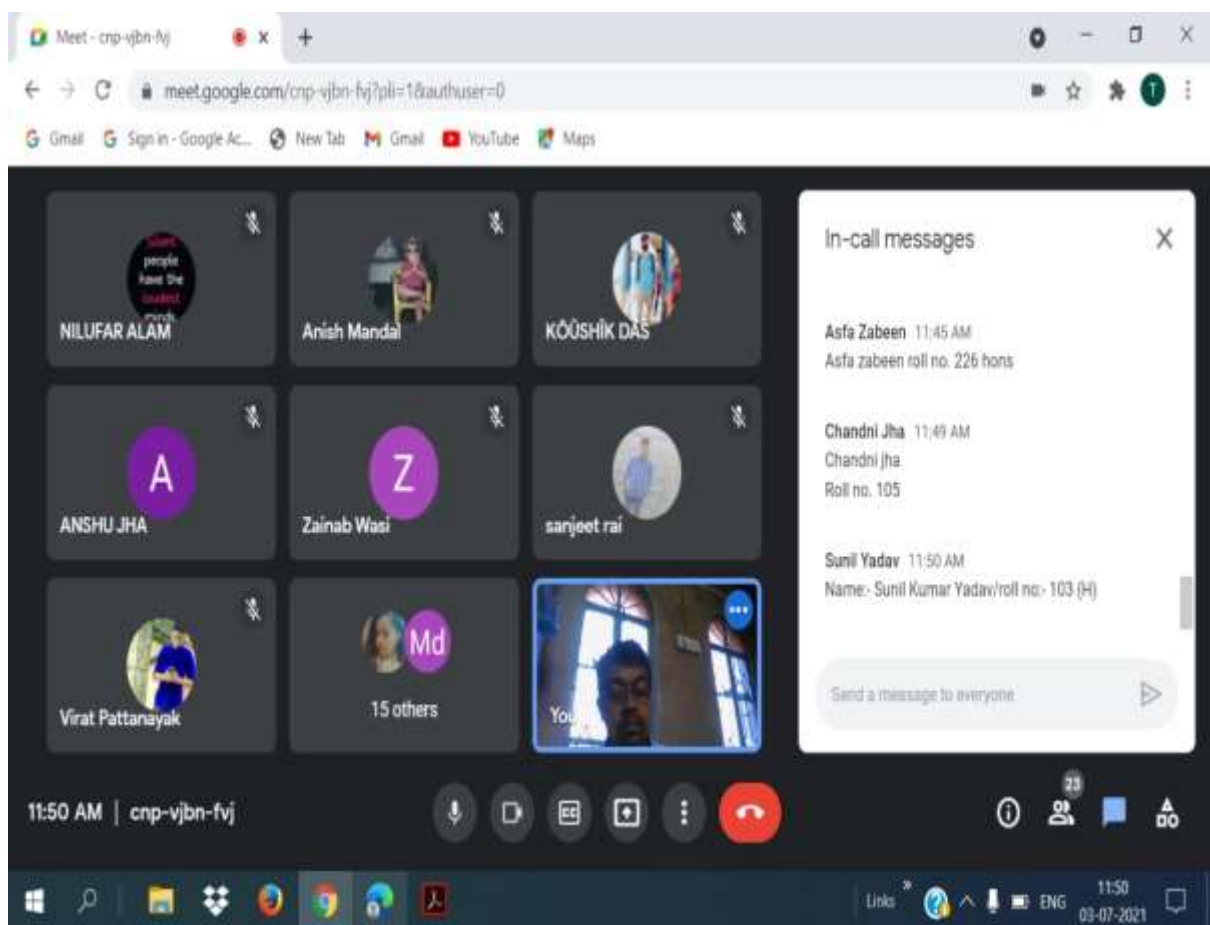 Meet - cnp-vjbn-fvj
meet.google.com/cnp-vjbn-fvj?pli=1&authuser=0
T
Gmail
Sign in - Google Ac...
New Tab
Gmail
YouTube
Maps
people
have the
loudest
minds
NILUFAR ALAM
Anish Mandal
KÔÛSHÎK DÂS
A
ANSHU JHA
Z
Zainab Wasi
sanjeet rai
Virat Pattanayak
Md
15 others
You
In-call messages
Asfa Zabeen 11:45 AM
Asfa zabeen roll no. 226 hons
Chandni Jha 11:49 AM
Chandni jha
Roll no. 105
Sunil Yadav 11:50 AM
Name:- Sunil Kumar Yadav/roll no:- 103 (H)
Send a message to everyone
11:50 AM | cnp-vjbn-fvj
CC
23
Links
ENG
11:50
03-07-2021